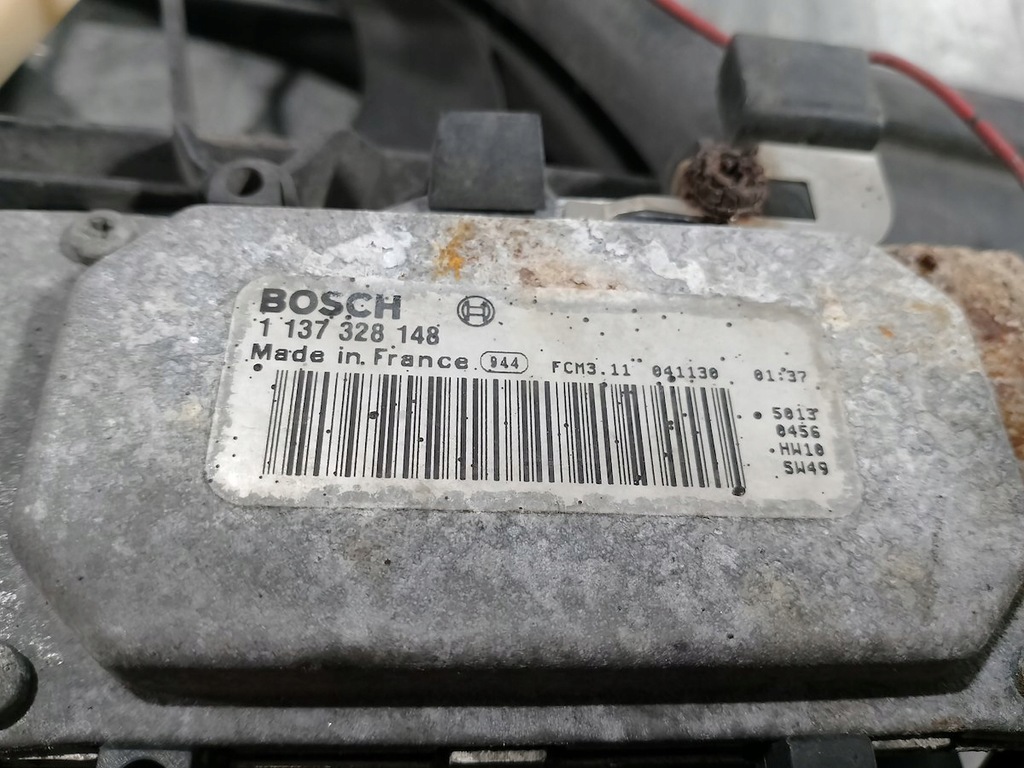 BOSCH
1 137 328 148
Made in France 944 FCM3.11 041130 01:37
5013
0456
HW10
SW49